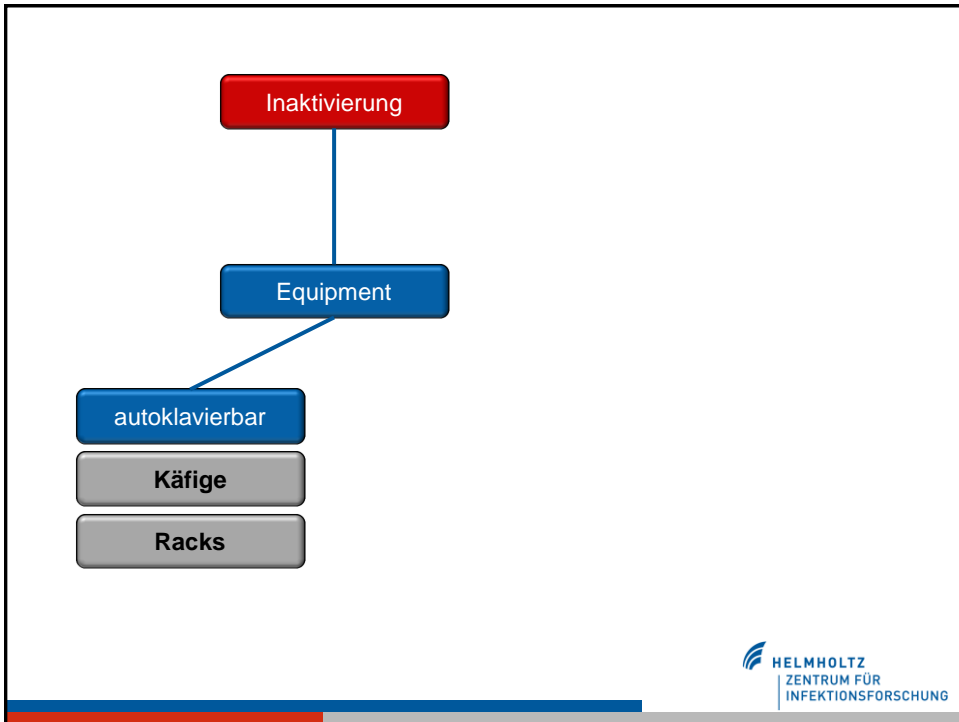 Inaktivierung
Equipment
autoklavierbar
Käfige
Racks
HELMHOLTZ
ZENTRUM FÜR
INFEKTIONSFORSCHUNG